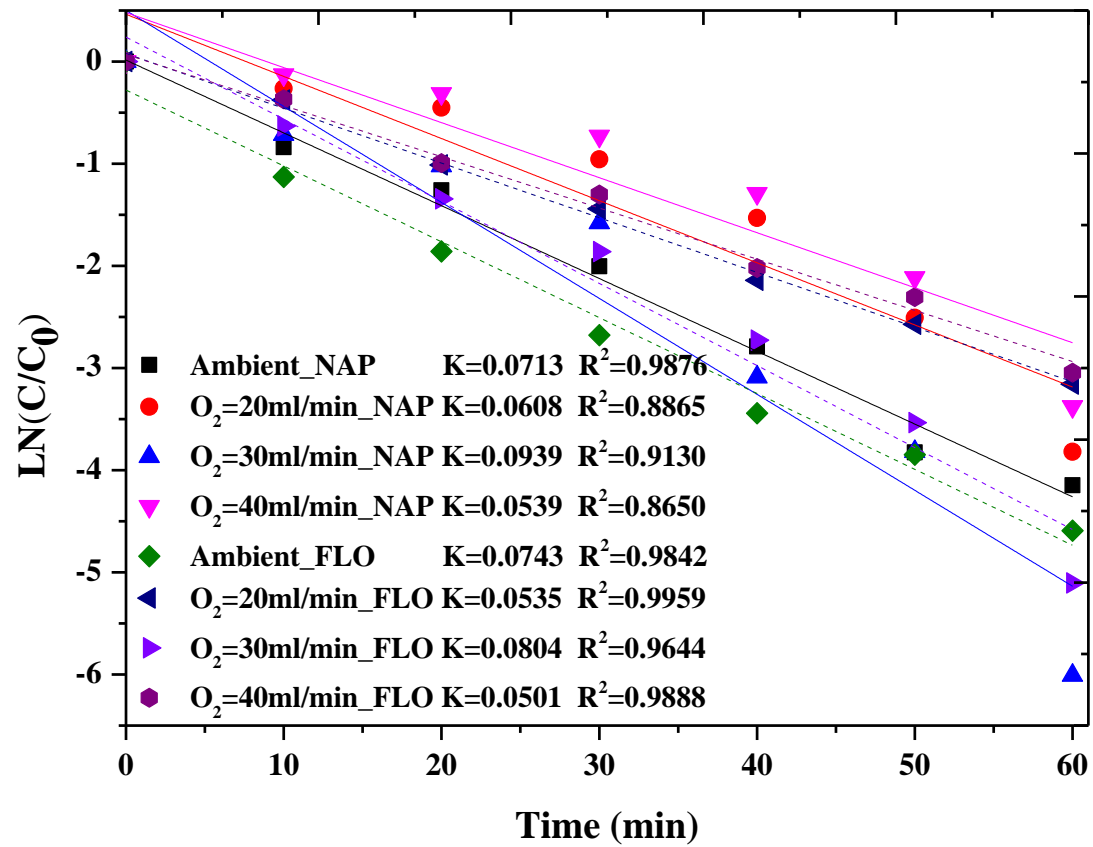 0
-1
-2
-3
-4
-5
-6
LN(C/C0)
Ambient_NAP K=0.0713 R²=0.9876
O₂=20ml/min_NAP K=0.0608 R²=0.8865
O₂=30ml/min_NAP K=0.0939 R²=0.9130
O₂=40ml/min_NAP K=0.0539 R²=0.8650
Ambient_FLO K=0.0743 R²=0.9842
O₂=20ml/min_FLO K=0.0535 R²=0.9959
O₂=30ml/min_FLO K=0.0804 R²=0.9644
O₂=40ml/min_FLO K=0.0501 R²=0.9888
0 10 20 30 40 50 60
Time (min)